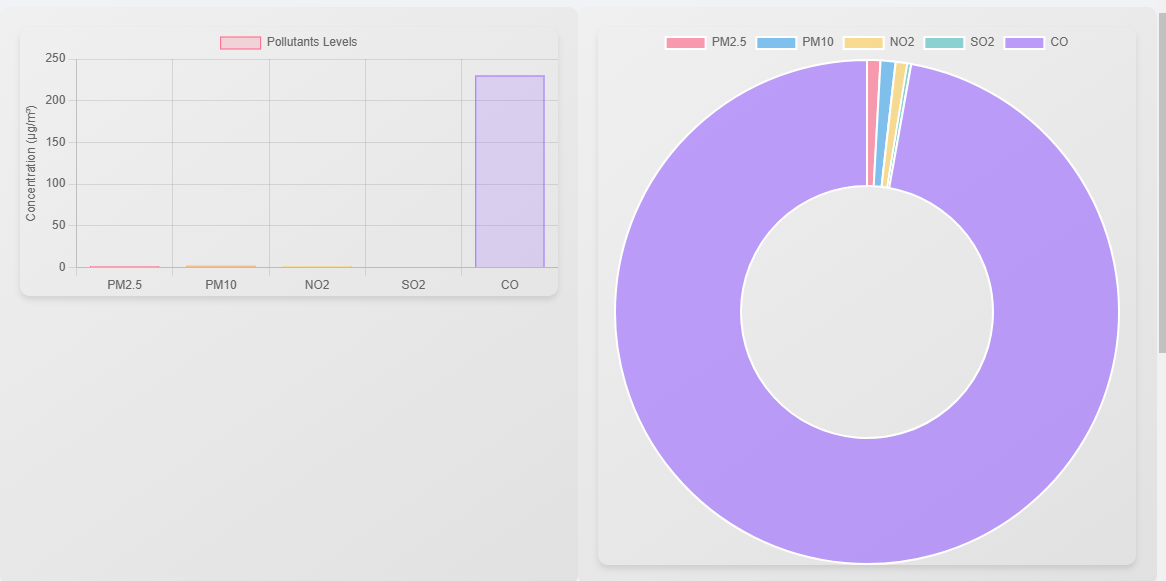 Pollutants Levels
250
200
150
100
50
0
Concentration (µg/m³)
PM2.5 PM10 NO2 SO2 CO
PM2.5 PM10 NO2 SO2 CO